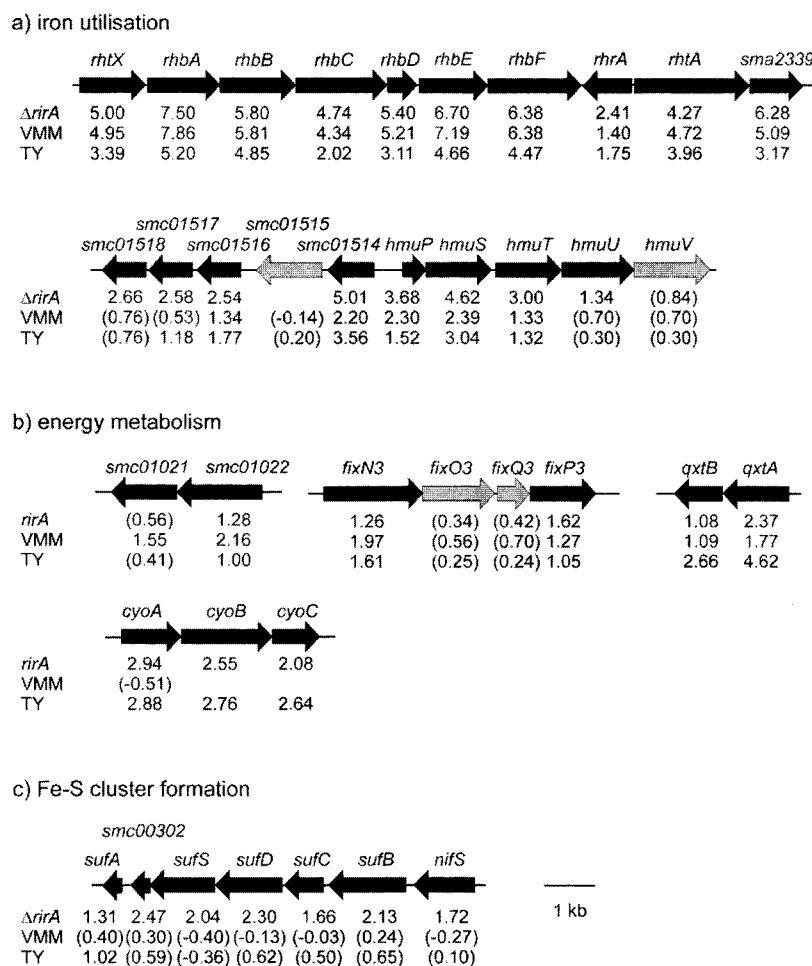 a) iron utilisation
rhtX rhbA rhbB rhbC rhbD rhbE rhbF rhrA rhtA sma2339
ΔrirA 5.00 7.50 5.80 4.74 5.40 6.70 6.38 2.41 4.27 6.28
VMM 4.95 7.86 5.81 4.34 5.21 7.19 6.38 1.40 4.72 5.09
TY 3.39 5.20 4.85 2.02 3.11 4.66 4.47 1.75 3.96 3.17
smc01517 smc01515
smc01518 smc01516 smc01514 hmuP hmuS hmuT hmuU hmuV
ΔrirA 2.66 2.58 2.54 5.01 3.68 4.62 3.00 1.34 (0.84)
VMM (0.76) (0.53) 1.34 (-0.14) 2.20 2.30 2.39 1.33 (0.70) (0.70)
TY (0.76) 1.18 1.77 (0.20) 3.56 1.52 3.04 1.32 (0.30) (0.30)
b) energy metabolism
smc01021 smc01022 fixN3 fixO3 fixQ3 fixP3 qxtB qxtA
rirA (0.56) 1.28 1.26 (0.34) (0.42) 1.62 1.08 2.37
VMM 1.55 2.16 1.97 (0.56) (0.70) 1.27 1.09 1.77
TY (0.41) 1.00 1.61 (0.25) (0.24) 1.05 2.66 4.62
cyoA cyoB cyoC
rirA 2.94 2.55 2.08
VMM (-0.51)
TY 2.88 2.76 2.64
c) Fe-S cluster formation
smc00302
sufA sufS sufD sufC sufB nifS
1 kb
ΔrirA 1.31 2.47 2.04 2.30 1.66 2.13 1.72
VMM (0.40) (0.30) (-0.40) (-0.13) (-0.03) (0.24) (-0.27)
TY 1.02 (0.59) (-0.36) (0.62) (0.50) (0.65) (0.10)